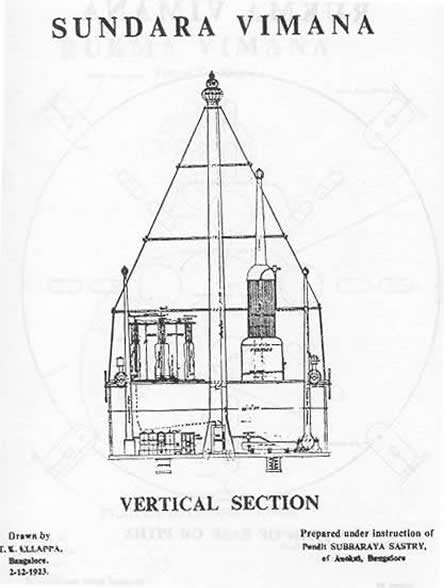 SUNDARA VIMANA
VERTICAL SECTION
Drawn by
T. K. ELLAPPA,
Bangalore.
2-12-1923.
Prepared under instruction of
Pandit SUBBARAYA SASTRY,
of Anekal, Bangalore